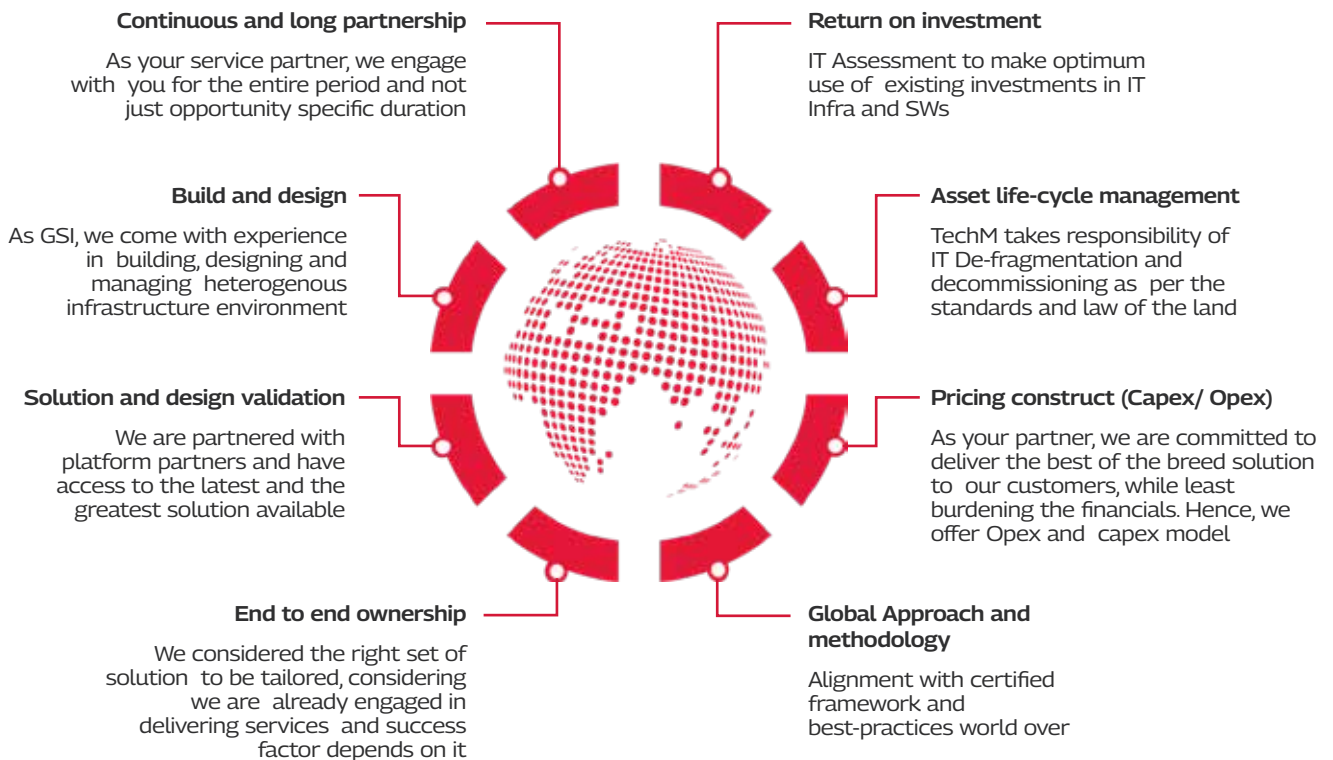 Continuous and long partnership
As your service partner, we engage
with you for the entire period and not
just opportunity specific duration
Build and design
As GSI, we come with experience
in building, designing and
managing heterogenous
infrastructure environment
Solution and design validation
We are partnered with
platform partners and have
access to the latest and the
greatest solution available
End to end ownership
We considered the right set of
solution to be tailored, considering
we are already engaged in
delivering services and success
factor depends on it
Return on investment
IT Assessment to make optimum
use of existing investments in IT
Infra and SWs
Asset life-cycle management
TechM takes responsibility of
IT De-fragmentation and
decommissioning as per the
standards and law of the land
Pricing construct (Capex/ Opex)
As your partner, we are committed to
deliver the best of the breed solution
to our customers, while least
burdening the financials. Hence, we
offer Opex and capex model
Global Approach and
methodology
Alignment with certified
framework and
best-practices world over